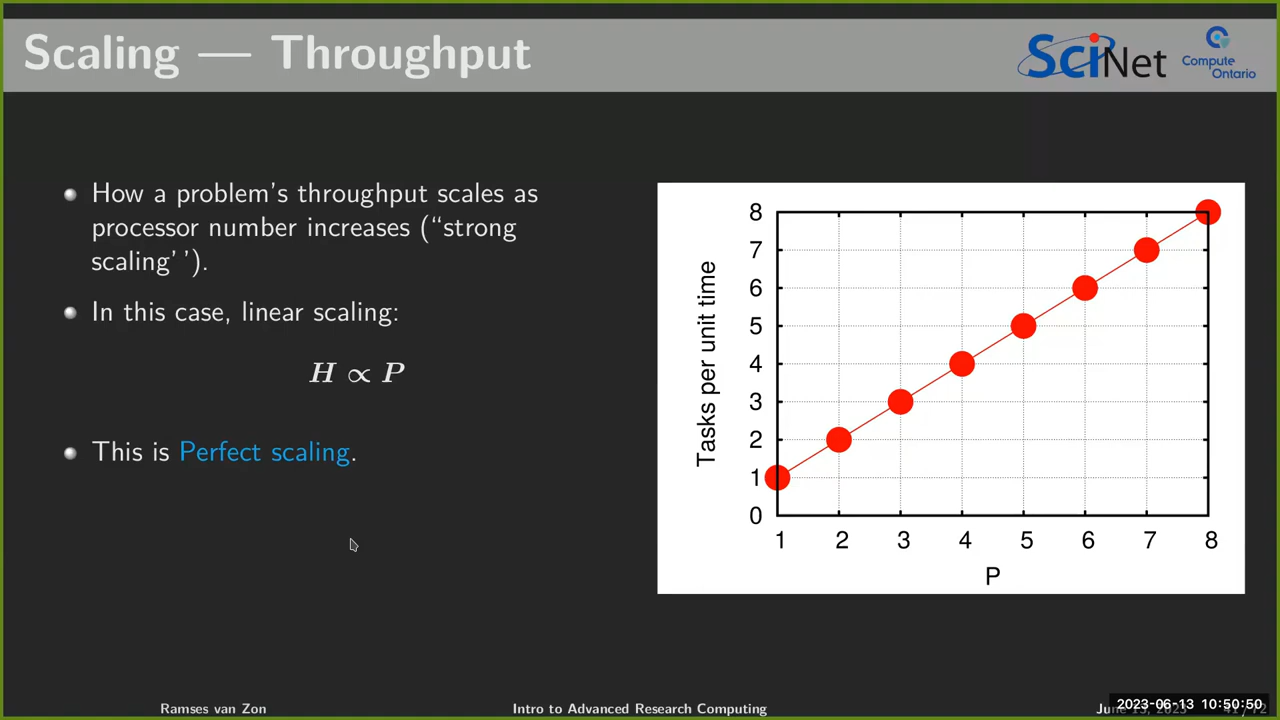 Scaling — Throughput
SciNet
Compute
Ontario
How a problem's throughput scales as
processor number increases (“strong
scaling’ ’).
In this case, linear scaling:
H ∝ P
This is Perfect scaling.
Tasks per unit time
8
7
6
5
4
3
2
1
0
1 2 3 4 5 6 7 8
P
Ramses van Zon
Intro to Advanced Research Computing
2023-06-13 10:50:50